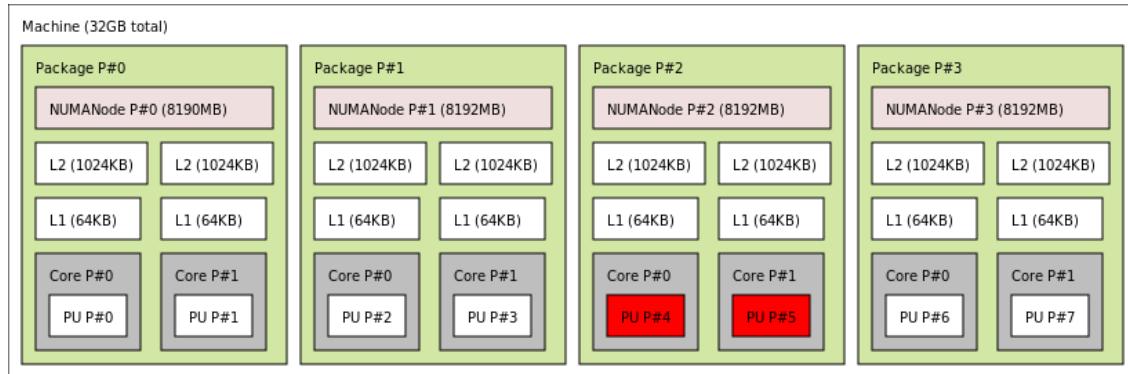 Machine (32GB total)
Package P#0
NUMANode P#0 (8190MB)
L2 (1024KB) L2 (1024KB)
L1 (64KB) L1 (64KB)
Core P#0 Core P#1
PU P#0 PU P#1
Package P#1
NUMANode P#1 (8192MB)
L2 (1024KB) L2 (1024KB)
L1 (64KB) L1 (64KB)
Core P#0 Core P#1
PU P#2 PU P#3
Package P#2
NUMANode P#2 (8192MB)
L2 (1024KB) L2 (1024KB)
L1 (64KB) L1 (64KB)
Core P#0 Core P#1
PU P#4 PU P#5
Package P#3
NUMANode P#3 (8192MB)
L2 (1024KB) L2 (1024KB)
L1 (64KB) L1 (64KB)
Core P#0 Core P#1
PU P#6 PU P#7